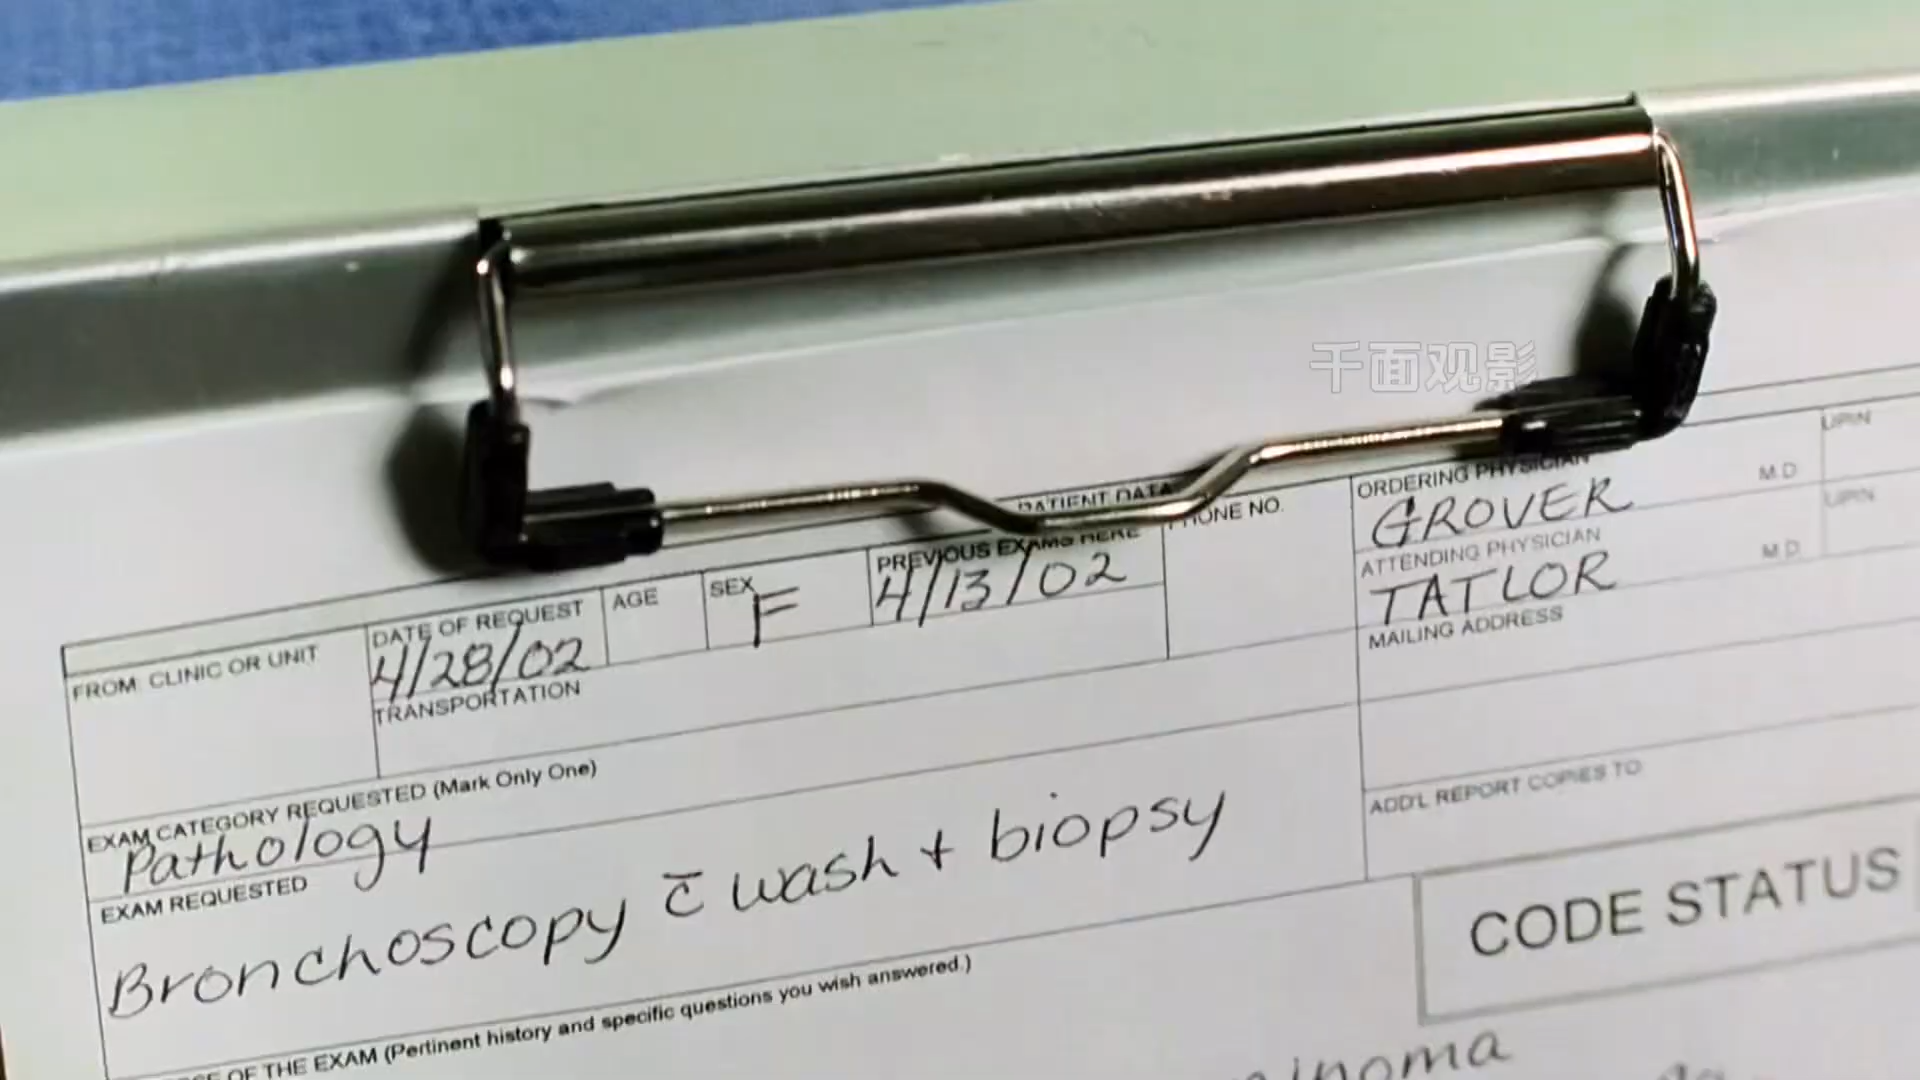 千面观影
PATIENT DATA
UPIN
ORDERING PHYSICIAN
M.D.
GROVER
PHONE NO.
UPIN
PREVIOUS EXAMS HERE
4/13/02
ATTENDING PHYSICIAN
M.D.
TATLOR
FROM: CLINIC OR UNIT
DATE OF REQUEST
4/28/02
AGE
SEX
F
MAILING ADDRESS
TRANSPORTATION
EXAM CATEGORY REQUESTED (Mark Only One)
Pathology
ADD'L REPORT COPIES TO
EXAM REQUESTED
Bronchoscopy c̄ wash + biopsy
CODE STATUS
OF THE EXAM (Pertinent history and specific questions you wish answered.)